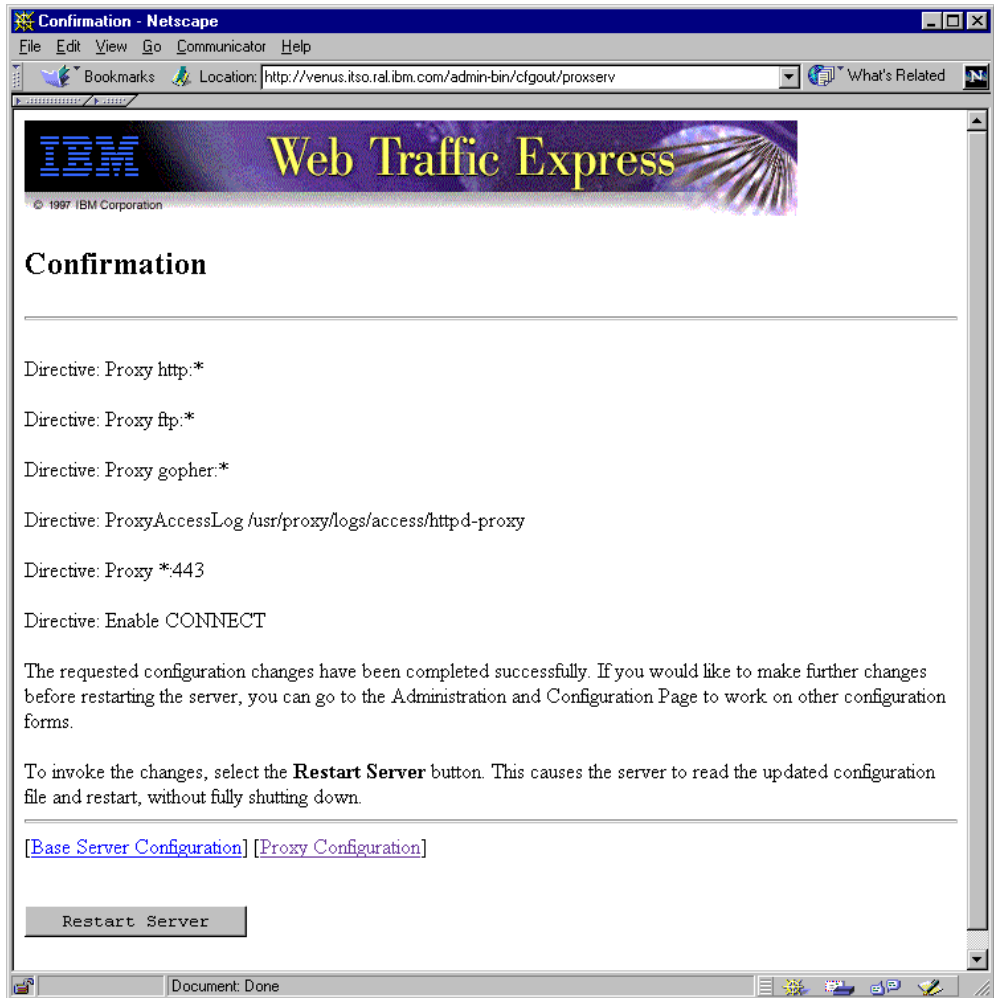 Confirmation - Netscape
File Edit View Go Communicator Help
Bookmarks Location: http://venus.itso.ral.ibm.com/admin-bin/cfgout/proxserv What's Related N
IBM Web Traffic Express
© 1997 IBM Corporation
Confirmation
Directive: Proxy http:*
Directive: Proxy ftp:*
Directive: Proxy gopher:*
Directive: ProxyAccessLog /usr/proxy/logs/access/httpd-proxy
Directive: Proxy *:443
Directive: Enable CONNECT
The requested configuration changes have been completed successfully. If you would like to make further changes
before restarting the server, you can go to the Administration and Configuration Page to work on other configuration
forms.
To invoke the changes, select the Restart Server button. This causes the server to read the updated configuration
file and restart, without fully shutting down.
[Base Server Configuration] [Proxy Configuration]
Restart Server
Document: Done